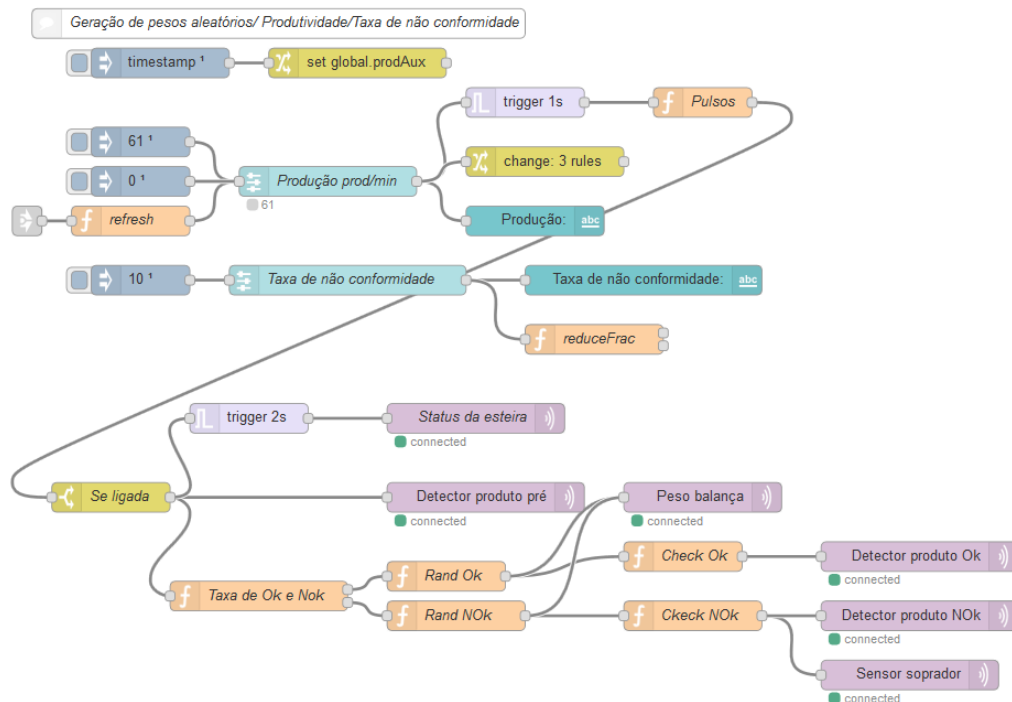 Geração de pesos aleatórios/ Produtividade/Taxa de não conformidade
timestamp ¹
set global.prodAux
trigger 1s
Pulsos
61 ¹
change: 3 rules
0 ¹
Produção prod/min
61
refresh
Produção:
abc
10 ¹
Taxa de não conformidade
Taxa de não conformidade:
abc
reduceFrac
trigger 2s
Status da esteira
connected
Se ligada
Detector produto pré
connected
Peso balança
connected
Taxa de Ok e Nok
Rand Ok
Check Ok
Detector produto Ok
connected
Rand NOk
Ckeck NOk
Detector produto NOk
connected
Sensor soprador
connected